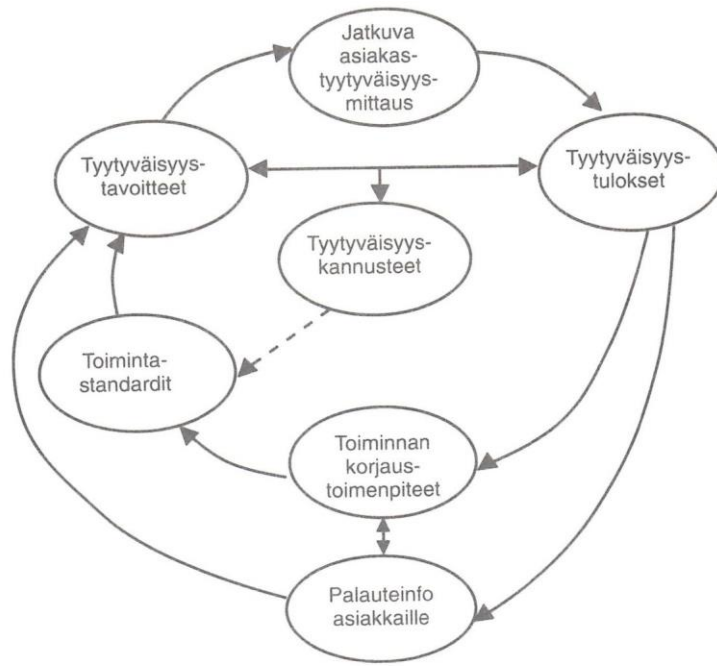 Jatkuva
asiakas-
tyytyväisyys-
mittaus
Tyytyväisyys-
tavoitteet
Tyytyväisyys-
tulokset
Tyytyväisyys-
kannusteet
Toiminta-
standardit
Toiminnan
korjaus-
toimenpiteet
Palauteinfo
asiakkaille